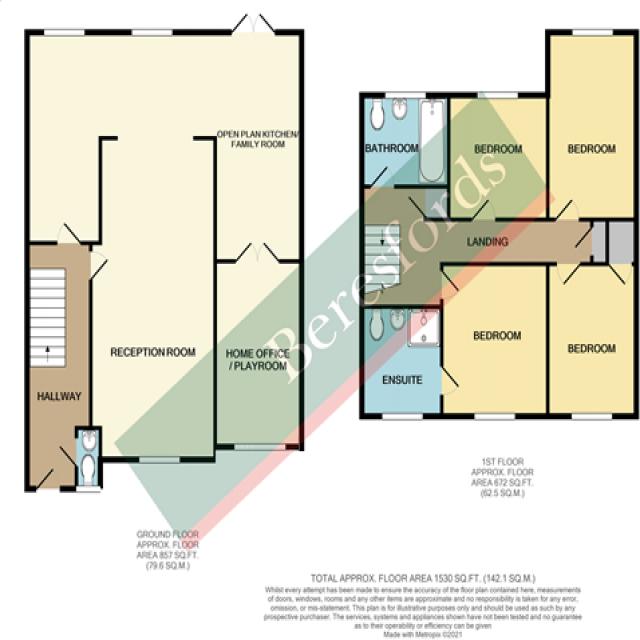 OPEN PLAN KITCHEN/
FAMILY ROOM
BATHROOM
BEDROOM
BEDROOM
LANDING
RECEPTION ROOM
HOME OFFICE
/ PLAYROOM
HALLWAY
ENSUITE
BEDROOM
BEDROOM
Beresfords
1ST FLOOR
APPROX. FLOOR
AREA 672 SQ.FT.
(62.5 SQ.M.)
GROUND FLOOR
APPROX. FLOOR
AREA 857 SQ.FT.
(79.6 SQ.M.)
TOTAL APPROX. FLOOR AREA 1530 SQ.FT. (142.1 SQ.M.)
Whilst every attempt has been made to ensure the accuracy of the floor plan contained here, measurements
of doors, windows, rooms and any other items are approximate and no responsibility is taken for any error,
omission, or mis-statement. This plan is for illustrative purposes only and should be used as such by any
prospective purchaser. The services, systems and appliances shown have not been tested and no guarantee
as to their operability or efficiency can be given
Made with Metropix ©2021